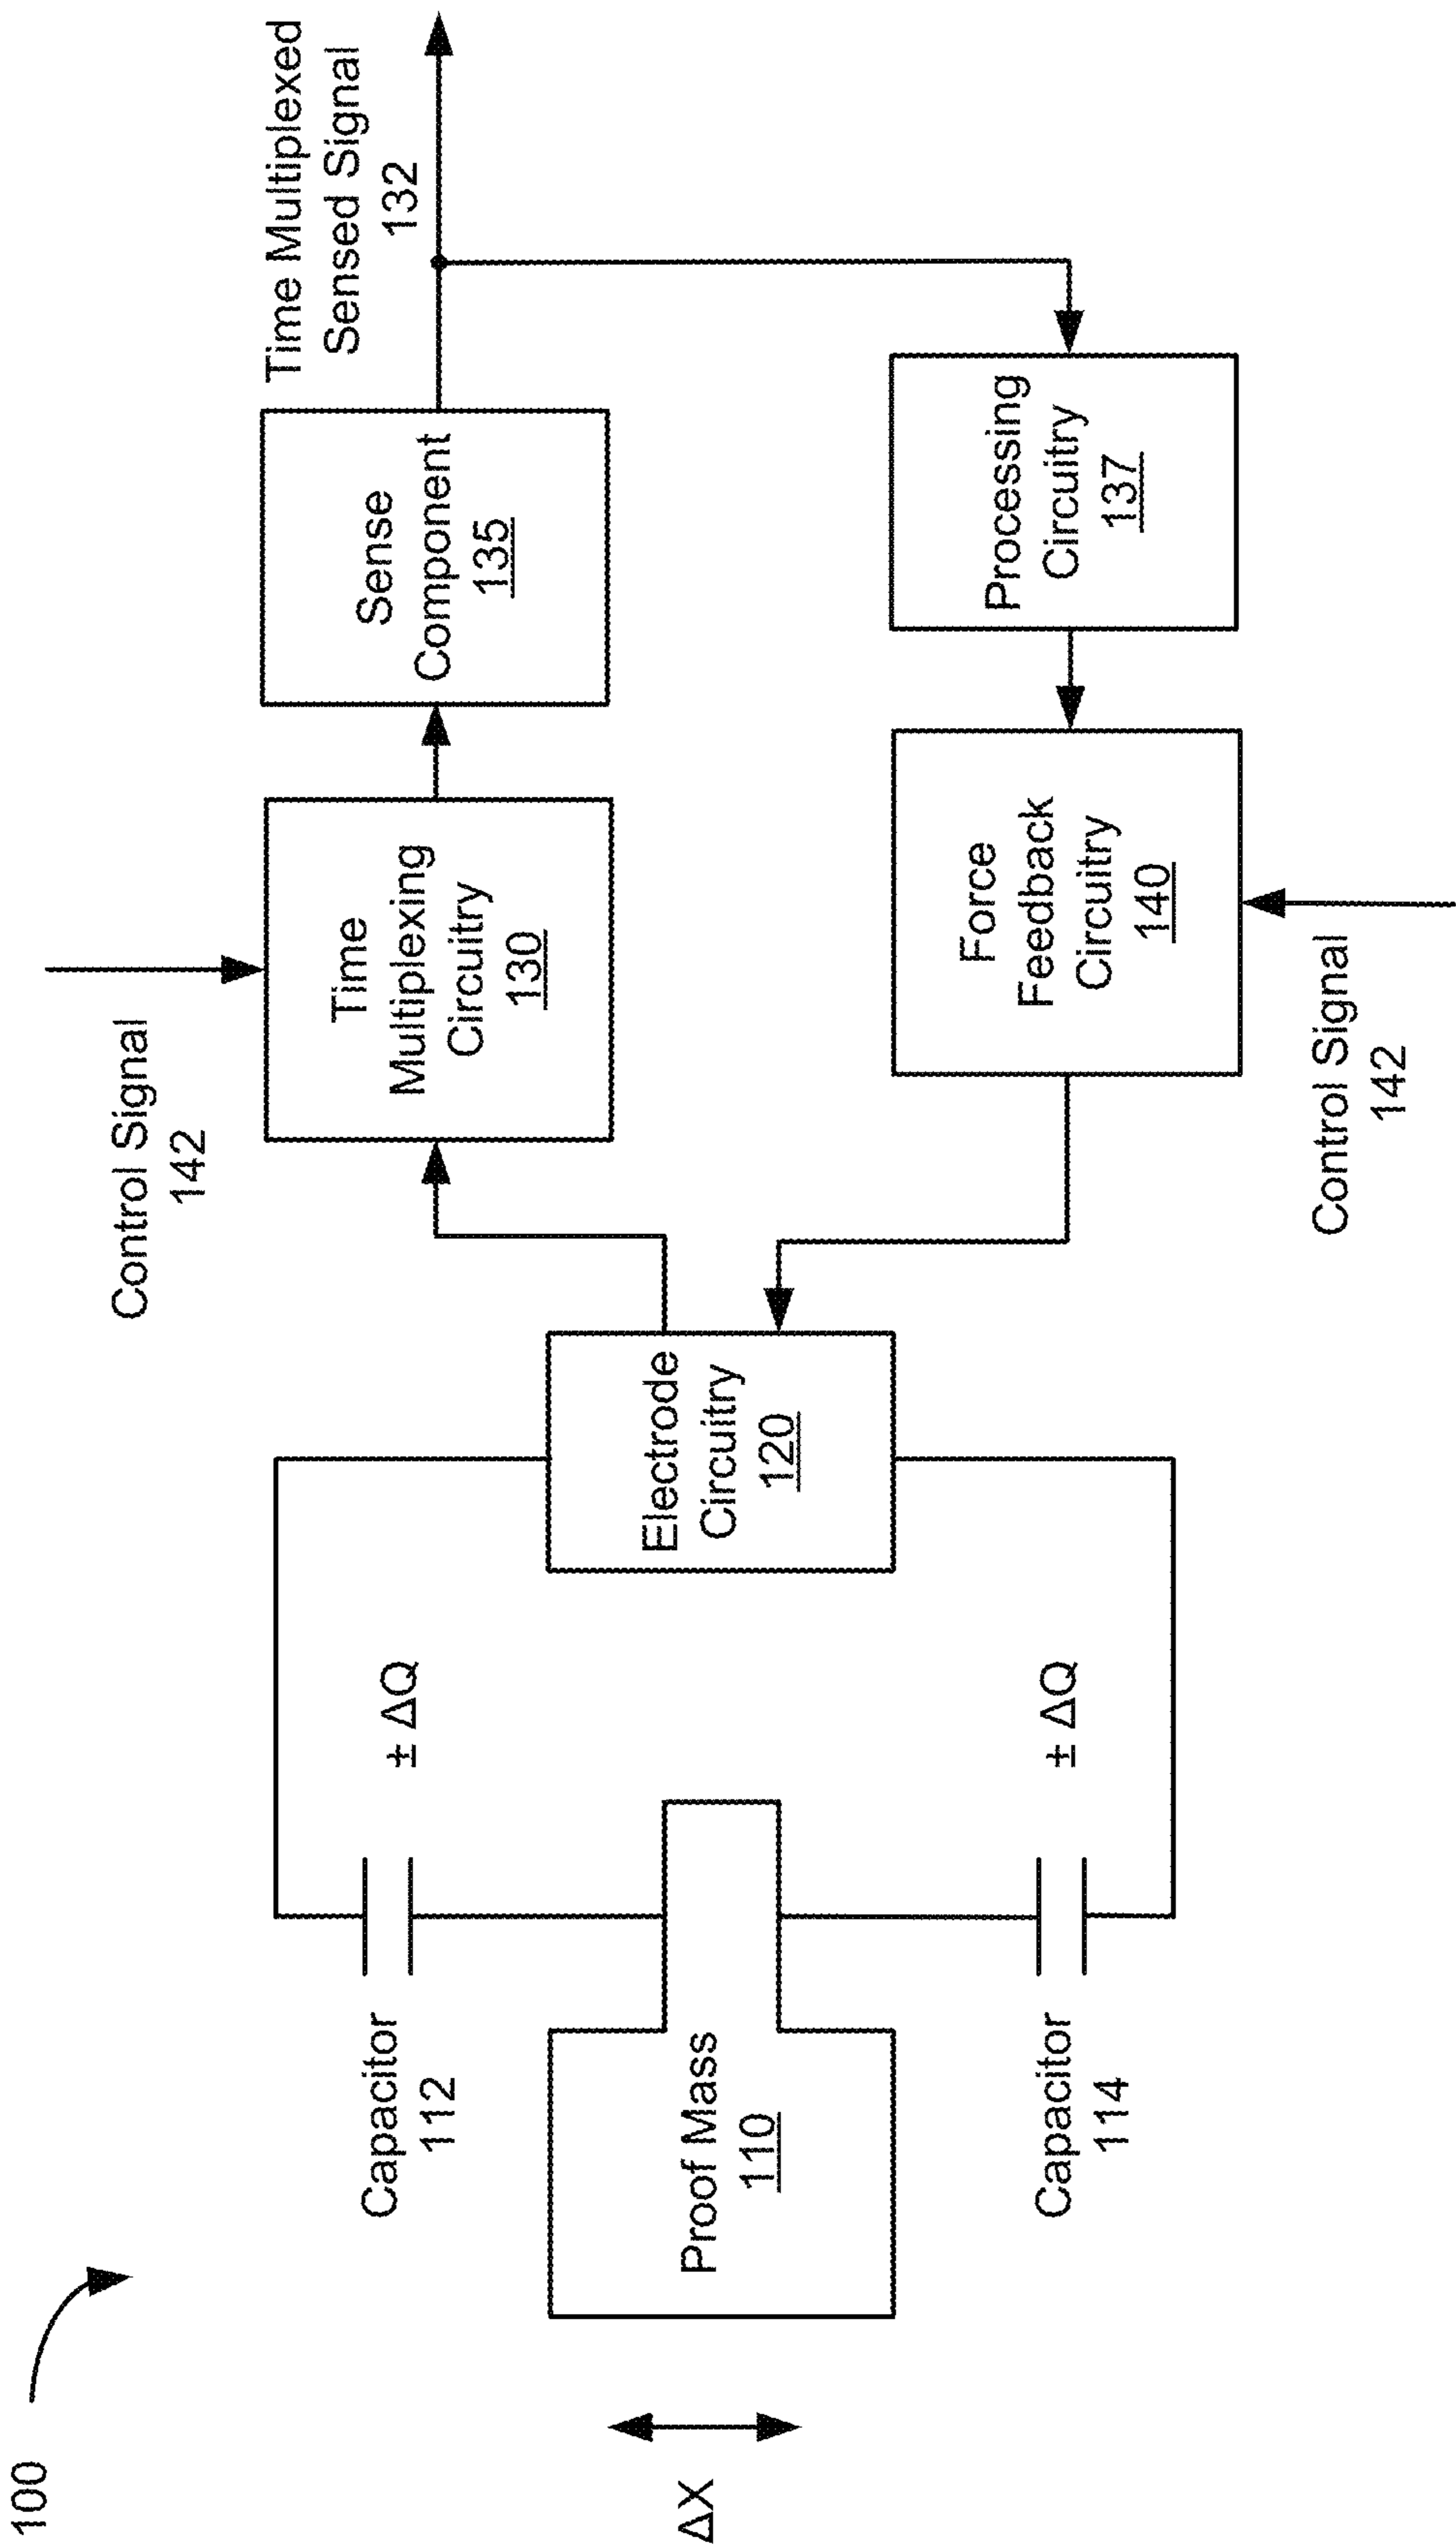 100
ΔX
Capacitor
112
± ΔQ
Proof Mass
110
Capacitor
114
± ΔQ
Electrode
Circuitry
120
Control Signal
142
Time
Multiplexing
Circuitry
130
Sense
Component
135
Time Multiplexed
Sensed Signal
132
Processing
Circuitry
137
Force
Feedback
Circuitry
140
Control Signal
142